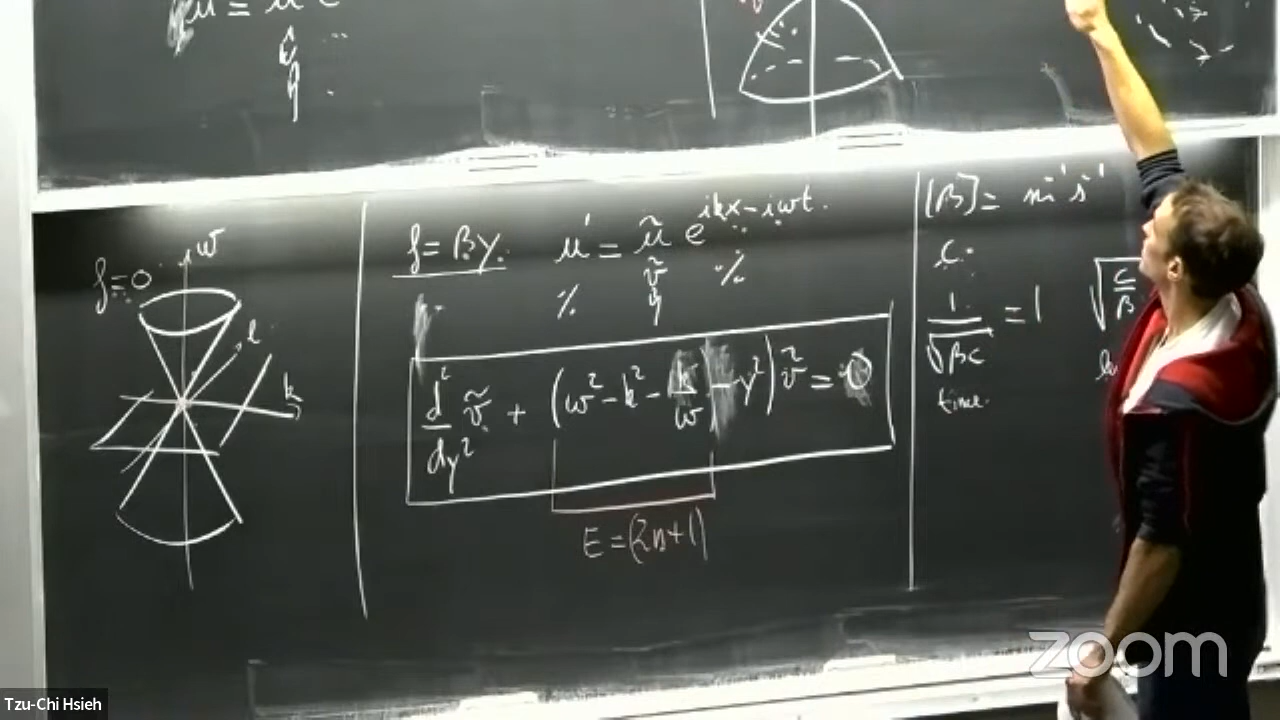 f=0
ω
l
k
f=βy.
u' = ũ e^{ikx-iωt}.
ṽ
η
%
%
d²/dy² ṽ + (ω² - k² - k/ω - y²) ṽ = 0
E = (2n+1)
[β] = m⁻¹ s⁻¹
c.
1/√βc = 1
time.
√c/β
zoom
Tzu-Chi Hsieh